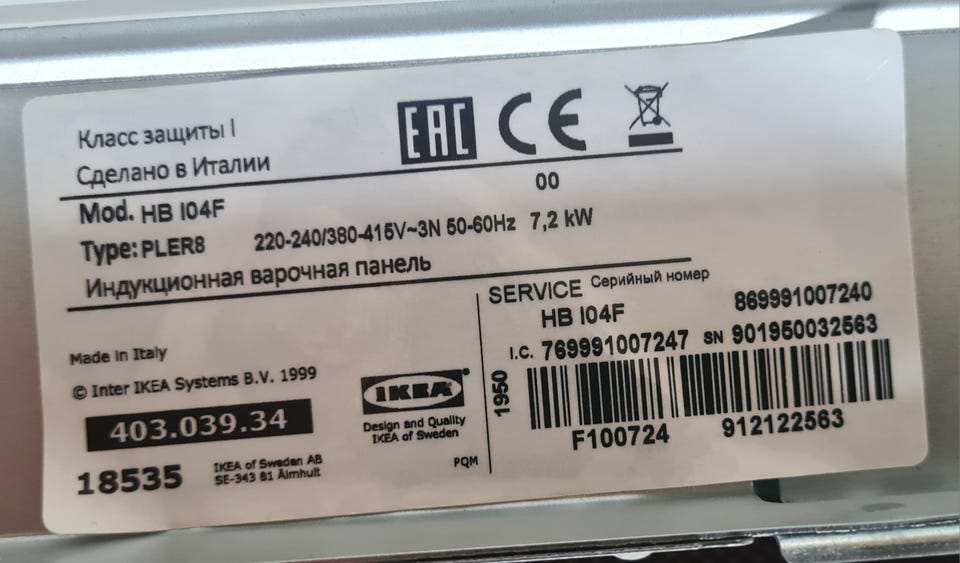 Класс защиты I
Сделано в Италии
EAC CE
00
Mod. HB I04F
Type: PLER8 220-240/380-415V~3N 50-60Hz 7,2 kW
Индукционная варочная панель
SERVICE Серийный номер
HB I04F 869991007240
I.C. 769991007247 SN 901950032563
1950
F100724 912122563
Made in Italy
© Inter IKEA Systems B.V. 1999
403.039.34
18535
IKEA of Sweden AB
SE-343 81 Älmhult
IKEA®
Design and Quality
IKEA of Sweden
PQM